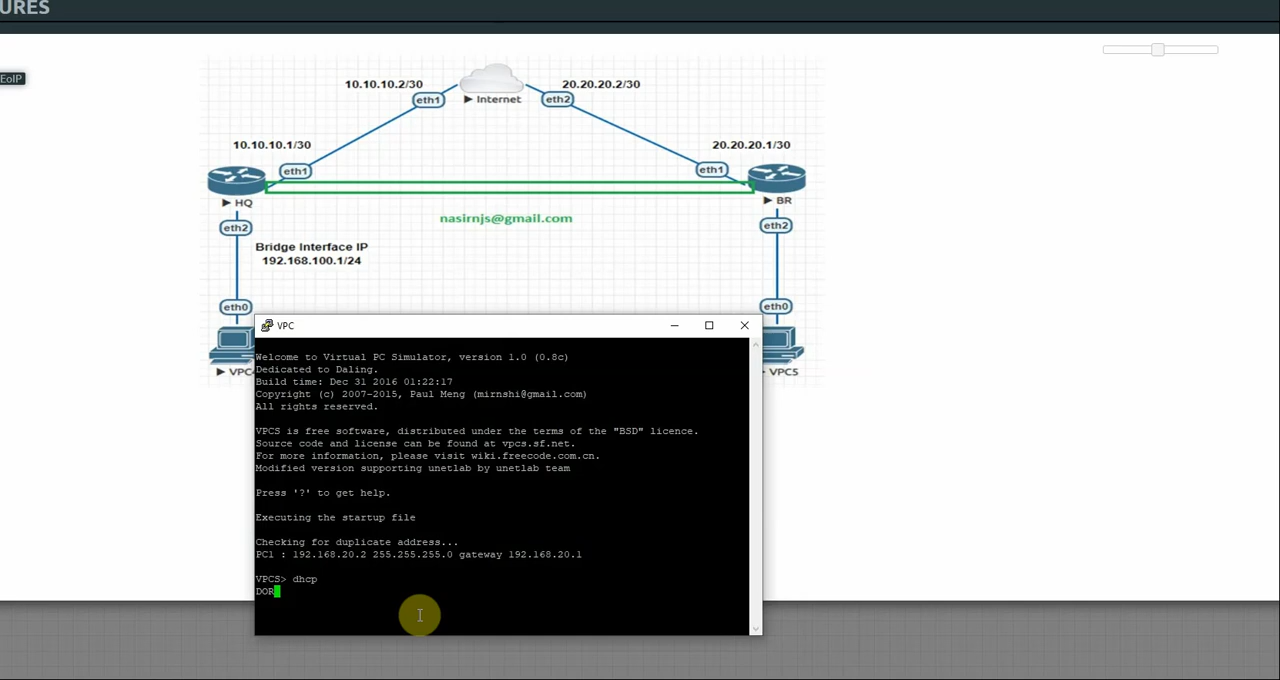 URES
EoIP
10.10.10.2/30
20.20.20.2/30
eth1
Internet
eth2
10.10.10.1/30
20.20.20.1/30
eth1
eth1
HQ
BR
nasirnjs@gmail.com
eth2
eth2
Bridge Interface IP
192.168.100.1/24
eth0
eth0
VPC
VPC5
VPC
Welcome to Virtual PC Simulator, version 1.0 (0.8c)
Dedicated to Daling.
Build time: Dec 31 2016 01:22:17
Copyright (c) 2007-2015, Paul Meng (mirnshi@gmail.com)
All rights reserved.
VPCS is free software, distributed under the terms of the "BSD" licence.
Source code and license can be found at vpcs.sf.net.
For more information, please visit wiki.freecode.com.cn.
Modified version supporting unetlab by unetlab team
Press '?' to get help.
Executing the startup file
Checking for duplicate address...
PC1 : 192.168.20.2 255.255.255.0 gateway 192.168.20.1
VPCS> dhcp
DOR